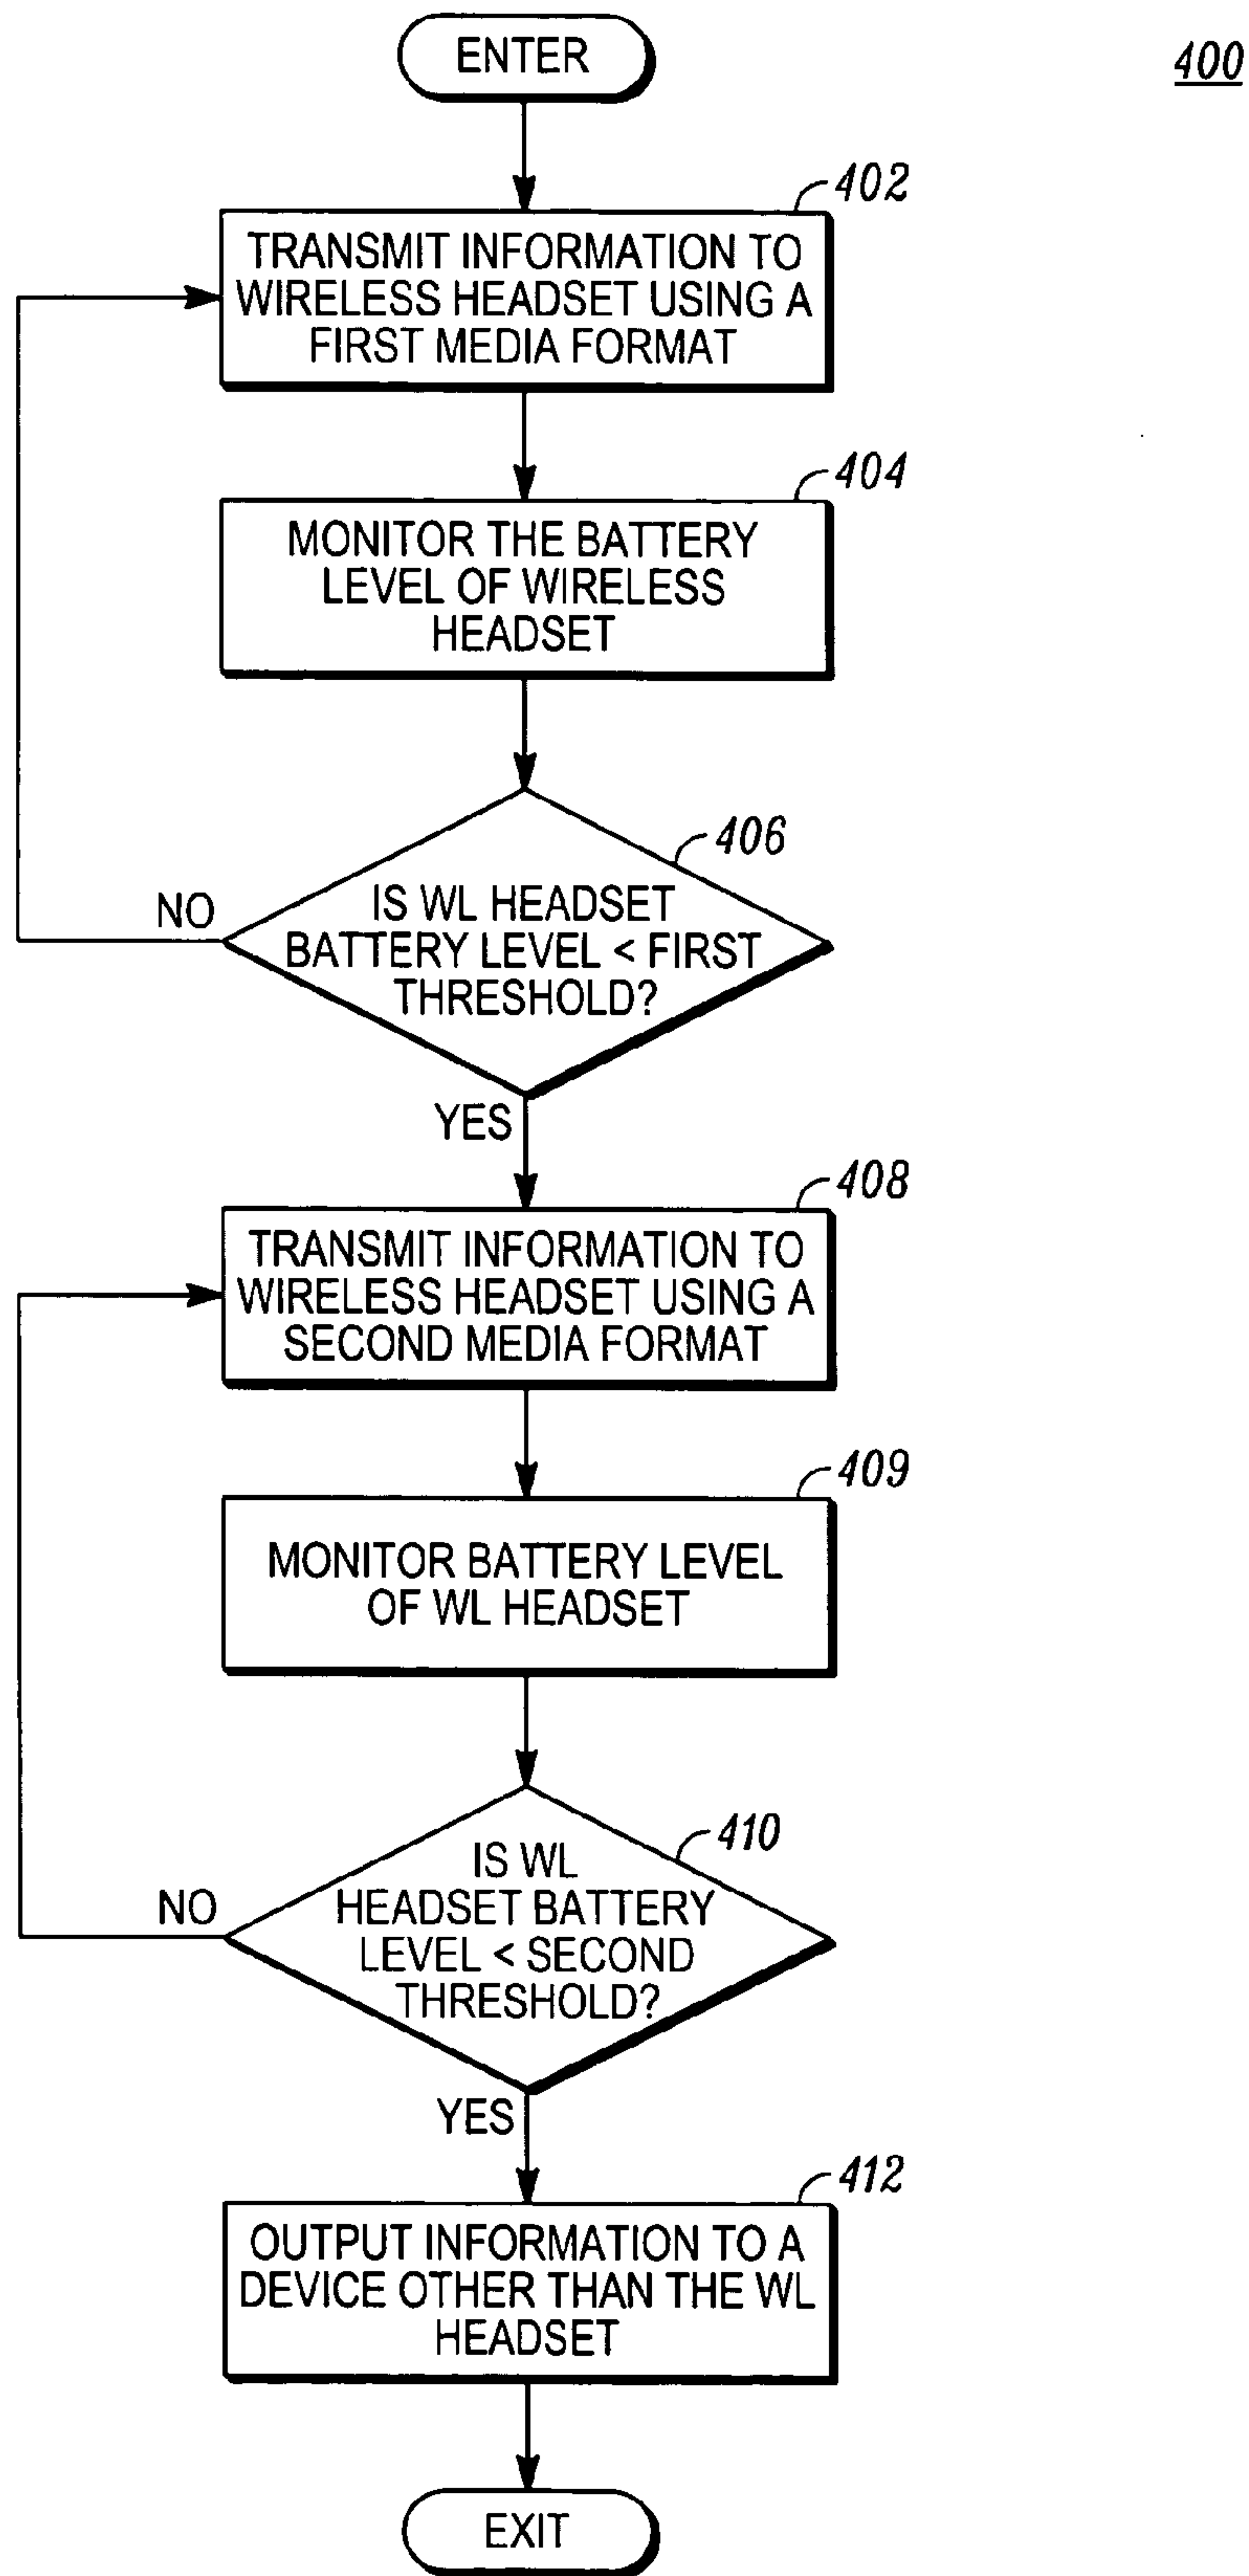 ENTER
400
402
TRANSMIT INFORMATION TO
WIRELESS HEADSET USING A
FIRST MEDIA FORMAT
404
MONITOR THE BATTERY
LEVEL OF WIRELESS
HEADSET
406
IS WL HEADSET
BATTERY LEVEL < FIRST
THRESHOLD?
NO
YES
408
TRANSMIT INFORMATION TO
WIRELESS HEADSET USING A
SECOND MEDIA FORMAT
409
MONITOR BATTERY LEVEL
OF WL HEADSET
410
IS WL
HEADSET BATTERY
LEVEL < SECOND
THRESHOLD?
NO
YES
412
OUTPUT INFORMATION TO A
DEVICE OTHER THAN THE WL
HEADSET
EXIT